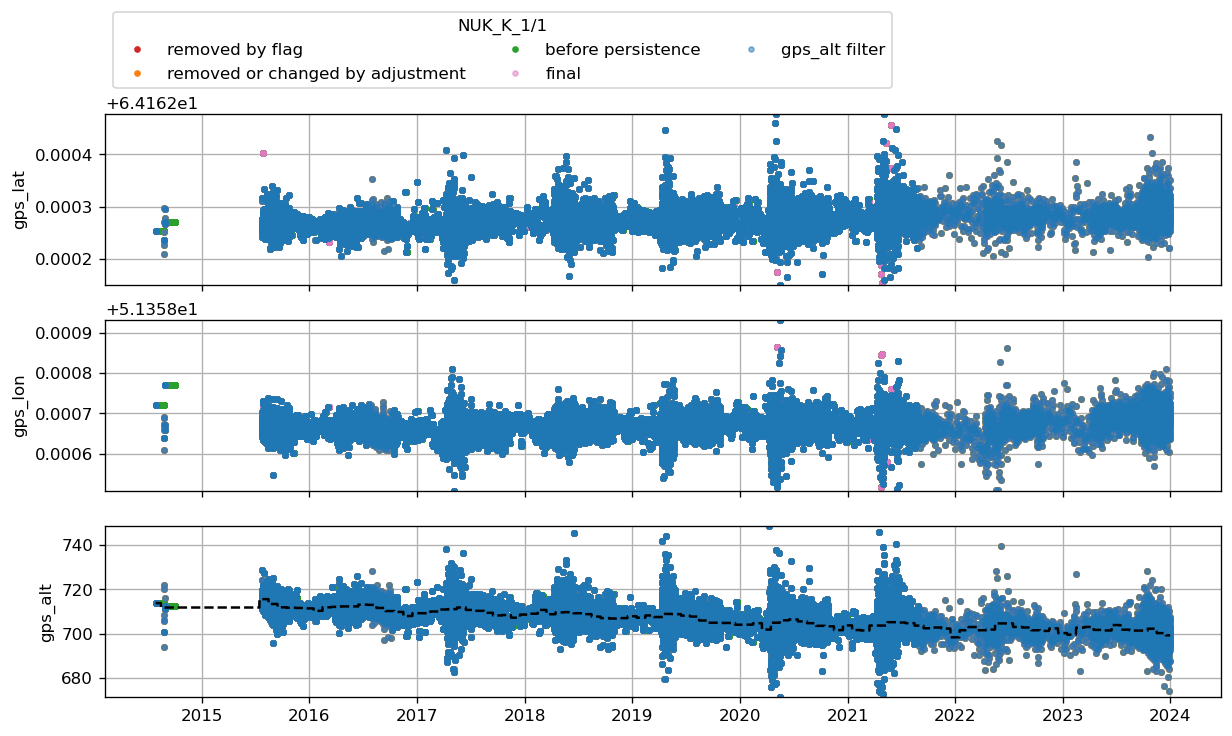 NUK_K_1/1
removed by flag
removed or changed by adjustment
before persistence
final
gps_alt filter
+6.4162e1
gps_lat
0.0004
0.0003
0.0002
+5.1358e1
gps_lon
0.0009
0.0008
0.0007
0.0006
gps_alt
740
720
700
680
2015 2016 2017 2018 2019 2020 2021 2022 2023 2024